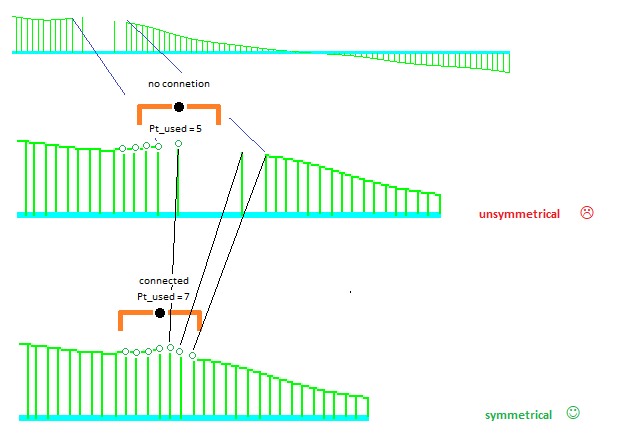 no connetion
Pt_used = 5
unsymmetrical
connected
Pt_used = 7
symmetrical